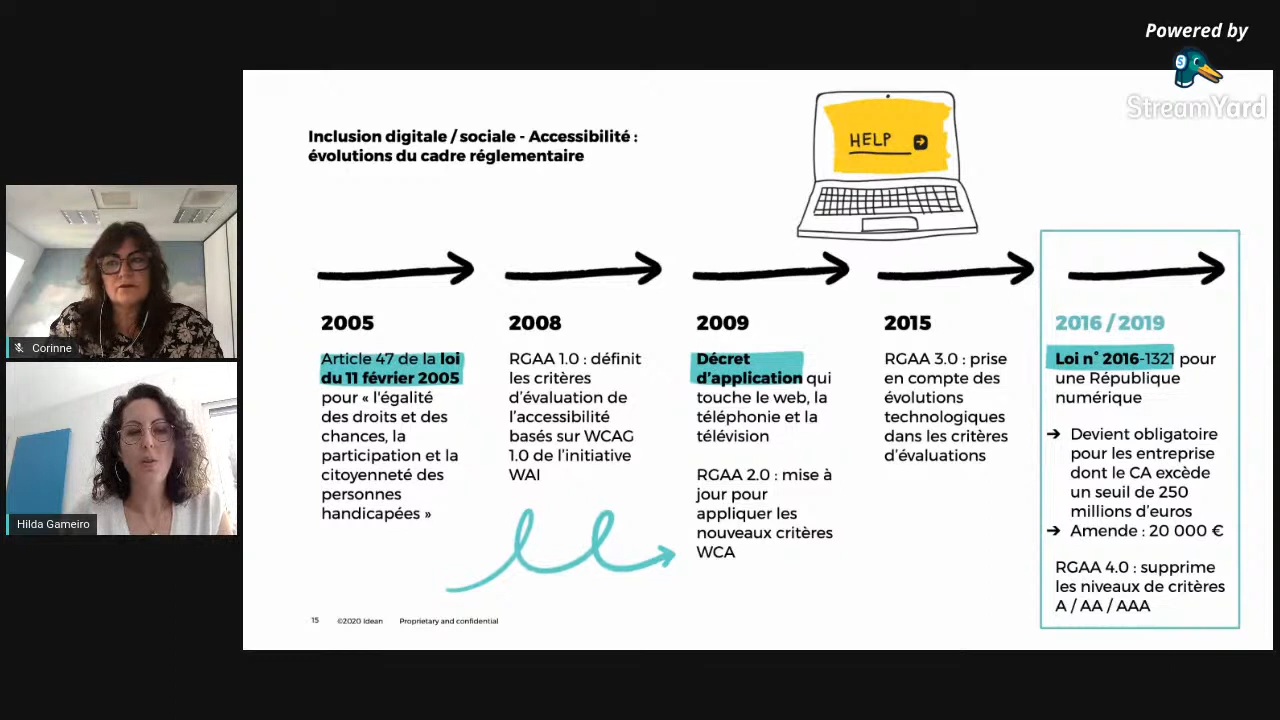 Powered by
StreamYard
Inclusion digitale / sociale - Accessibilité :
évolutions du cadre réglementaire
HELP
Corinne
Hilda Gameiro
2005
Article 47 de la loi
du 11 février 2005
pour « l'égalité
des droits et des
chances, la
participation et la
citoyenneté des
personnes
handicapées »
2008
RGAA 1.0 : définit
les critères
d'évaluation de
l'accessibilité
basés sur WCAG
1.0 de l'initiative
WAI
2009
Décret
d'application qui
touche le web, la
téléphonie et la
télévision
RGAA 2.0 : mise à
jour pour
appliquer les
nouveaux critères
WCA
2015
RGAA 3.0 : prise
en compte des
évolutions
technologiques
dans les critères
d'évaluations
2016 / 2019
Loi n° 2016-1321 pour
une République
numérique
➔ Devient obligatoire
pour les entreprise
dont le CA excède
un seuil de 250
millions d'euros
➔ Amende : 20 000 €
RGAA 4.0 : supprime
les niveaux de critères
A / AA / AAA
15 ©2020 Idean Proprietary and confidential